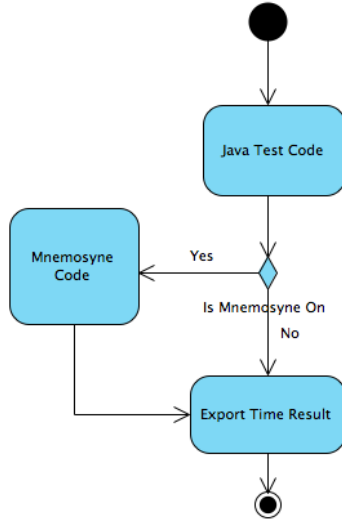 Java Test Code
Yes
Mnemosyne
Code
Is Mnemosyne On
No
Export Time Result